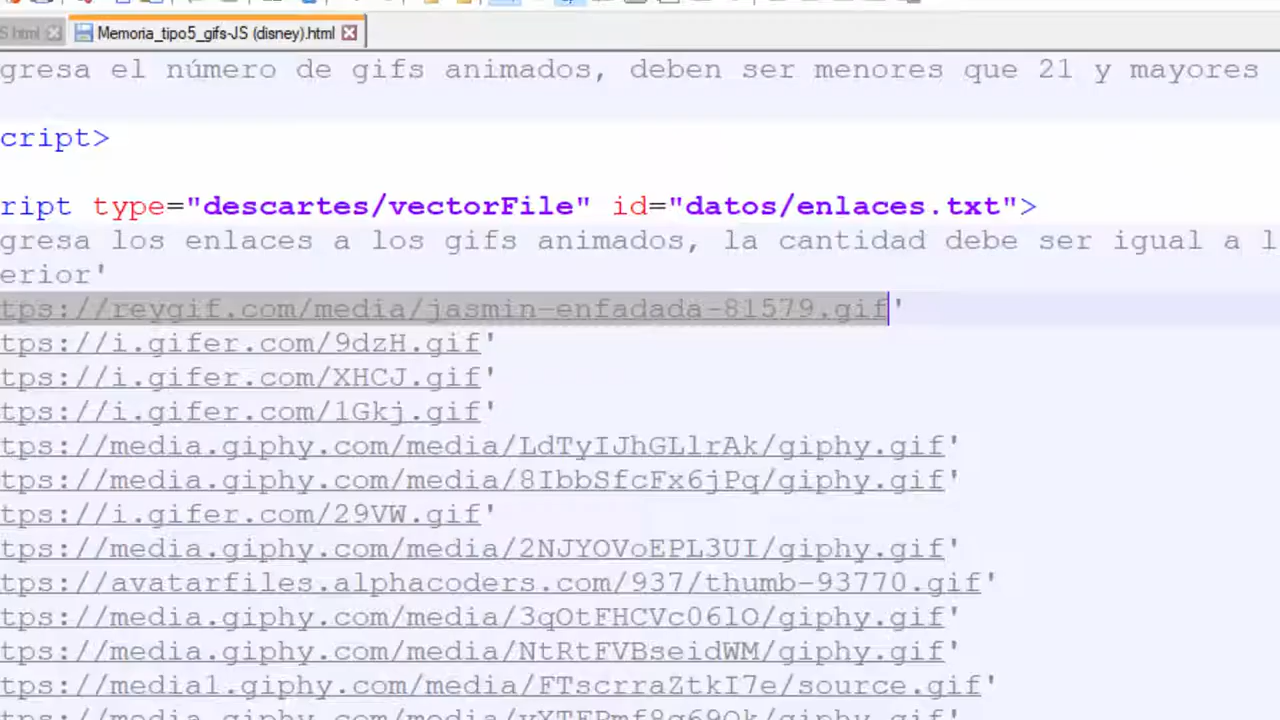 S html Memoria_tipo5_gifs-JS (disney).html
gresa el número de gifs animados, deben ser menores que 21 y mayores
cript>
ript type="descartes/vectorFile" id="datos/enlaces.txt">
gresa los enlaces a los gifs animados, la cantidad debe ser igual a l
erior'
tps://reygif.com/media/jasmin-enfadada-81579.gif'
tps://i.gifer.com/9dzH.gif'
tps://i.gifer.com/XHCJ.gif'
tps://i.gifer.com/1Gkj.gif'
tps://media.giphy.com/media/LdTyIJhGLlrAk/giphy.gif'
tps://media.giphy.com/media/8IbbSfcFx6jPq/giphy.gif'
tps://i.gifer.com/29VW.gif'
tps://media.giphy.com/media/2NJYOVoEPL3UI/giphy.gif'
tps://avatarfiles.alphacoders.com/937/thumb-93770.gif'
tps://media.giphy.com/media/3qOtFHCVc06lO/giphy.gif'
tps://media.giphy.com/media/NtRtFVBseidWM/giphy.gif'
tps://media1.giphy.com/media/FTscrraZtkI7e/source.gif'